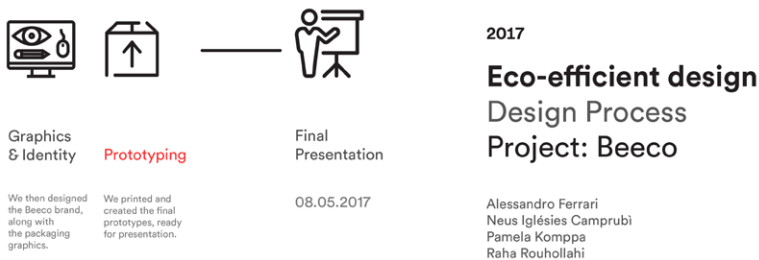 Graphics
& Identity
We then designed
the Beeco brand,
along with
the packaging
graphics.
Prototyping
We printed and
created the final
prototypes, ready
for presentation.
Final
Presentation
08.05.2017
2017
Eco-efficient design
Design Process
Project: Beeco
Alessandro Ferrari
Neus Iglésies Camprubì
Pamela Komppa
Raha Rouhollahi